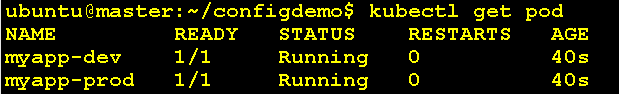 ubuntu@master:~/configdemo$ kubectl get pod
NAME READY STATUS RESTARTS AGE
myapp-dev 1/1 Running 0 40s
myapp-prod 1/1 Running 0 40s